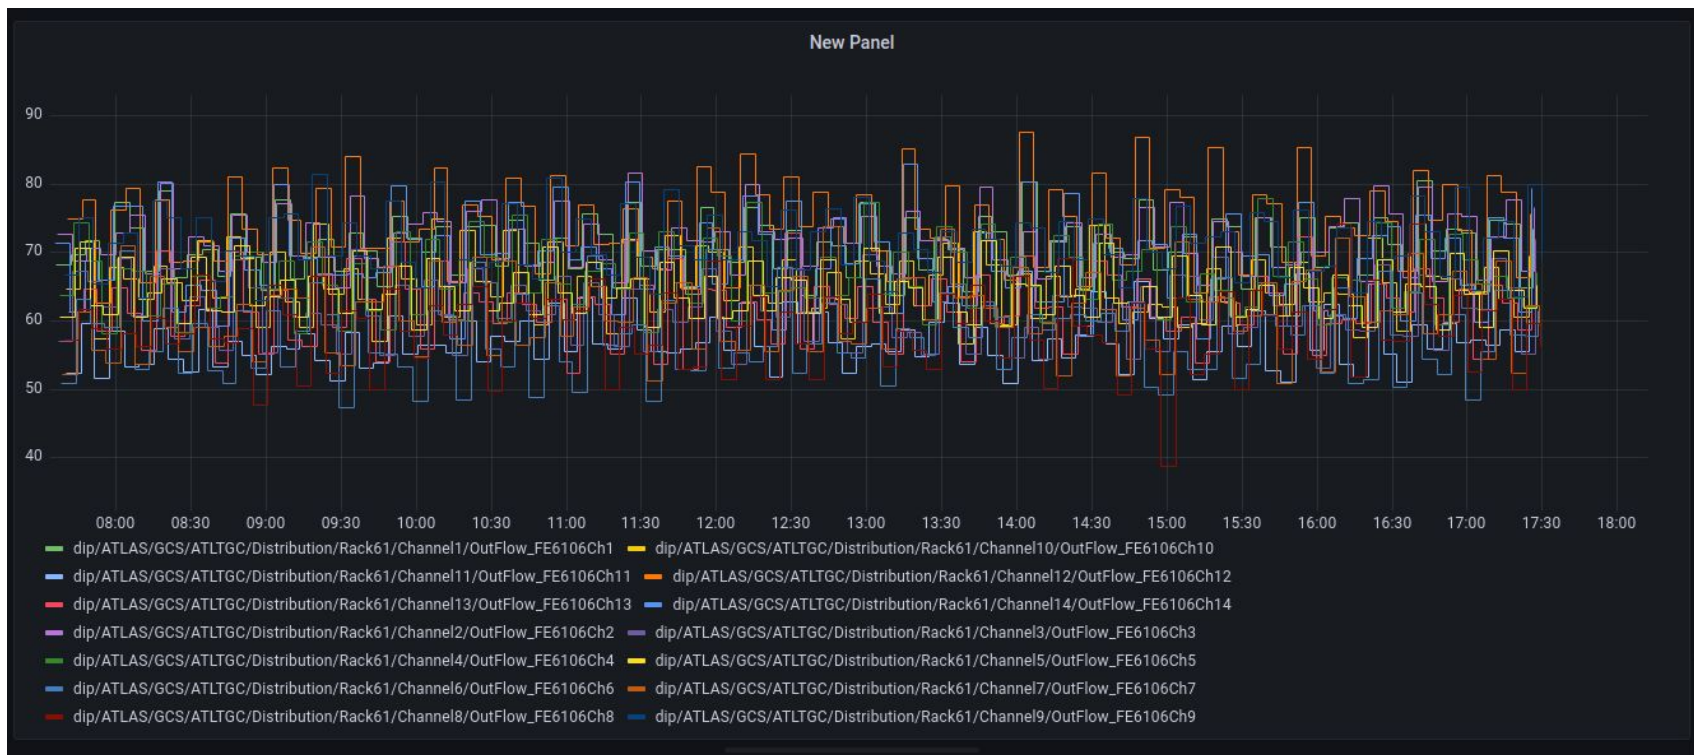 New Panel
90
80
70
60
50
40
08:00 08:30 09:00 09:30 10:00 10:30 11:00 11:30 12:00 12:30 13:00 13:30 14:00 14:30 15:00 15:30 16:00 16:30 17:00 17:30 18:00
dip/ATLAS/GCS/ATLTGC/Distribution/Rack61/Channel1/OutFlow_FE6106Ch1 dip/ATLAS/GCS/ATLTGC/Distribution/Rack61/Channel10/OutFlow_FE6106Ch10
dip/ATLAS/GCS/ATLTGC/Distribution/Rack61/Channel11/OutFlow_FE6106Ch11 dip/ATLAS/GCS/ATLTGC/Distribution/Rack61/Channel12/OutFlow_FE6106Ch12
dip/ATLAS/GCS/ATLTGC/Distribution/Rack61/Channel13/OutFlow_FE6106Ch13 dip/ATLAS/GCS/ATLTGC/Distribution/Rack61/Channel14/OutFlow_FE6106Ch14
dip/ATLAS/GCS/ATLTGC/Distribution/Rack61/Channel2/OutFlow_FE6106Ch2 dip/ATLAS/GCS/ATLTGC/Distribution/Rack61/Channel3/OutFlow_FE6106Ch3
dip/ATLAS/GCS/ATLTGC/Distribution/Rack61/Channel4/OutFlow_FE6106Ch4 dip/ATLAS/GCS/ATLTGC/Distribution/Rack61/Channel5/OutFlow_FE6106Ch5
dip/ATLAS/GCS/ATLTGC/Distribution/Rack61/Channel6/OutFlow_FE6106Ch6 dip/ATLAS/GCS/ATLTGC/Distribution/Rack61/Channel7/OutFlow_FE6106Ch7
dip/ATLAS/GCS/ATLTGC/Distribution/Rack61/Channel8/OutFlow_FE6106Ch8 dip/ATLAS/GCS/ATLTGC/Distribution/Rack61/Channel9/OutFlow_FE6106Ch9